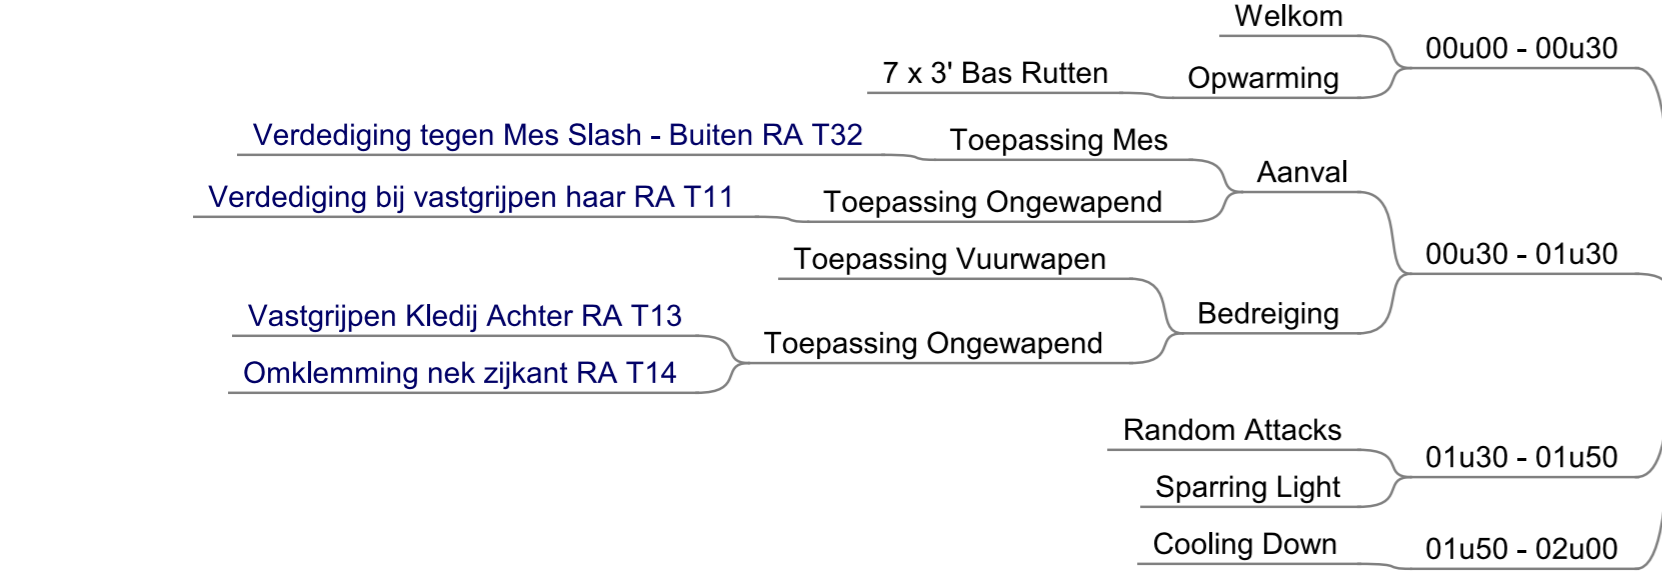 Welkom
00u00 - 00u30
7 x 3' Bas Rutten
Opwarming
Verdediging tegen Mes Slash - Buiten RA T32
Toepassing Mes
Aanval
Verdediging bij vastgrijpen haar RA T11
Toepassing Ongewapend
00u30 - 01u30
Toepassing Vuurwapen
Bedreiging
Vastgrijpen Kledij Achter RA T13
Toepassing Ongewapend
Omklemming nek zijkant RA T14
Random Attacks
01u30 - 01u50
Sparring Light
Cooling Down
01u50 - 02u00